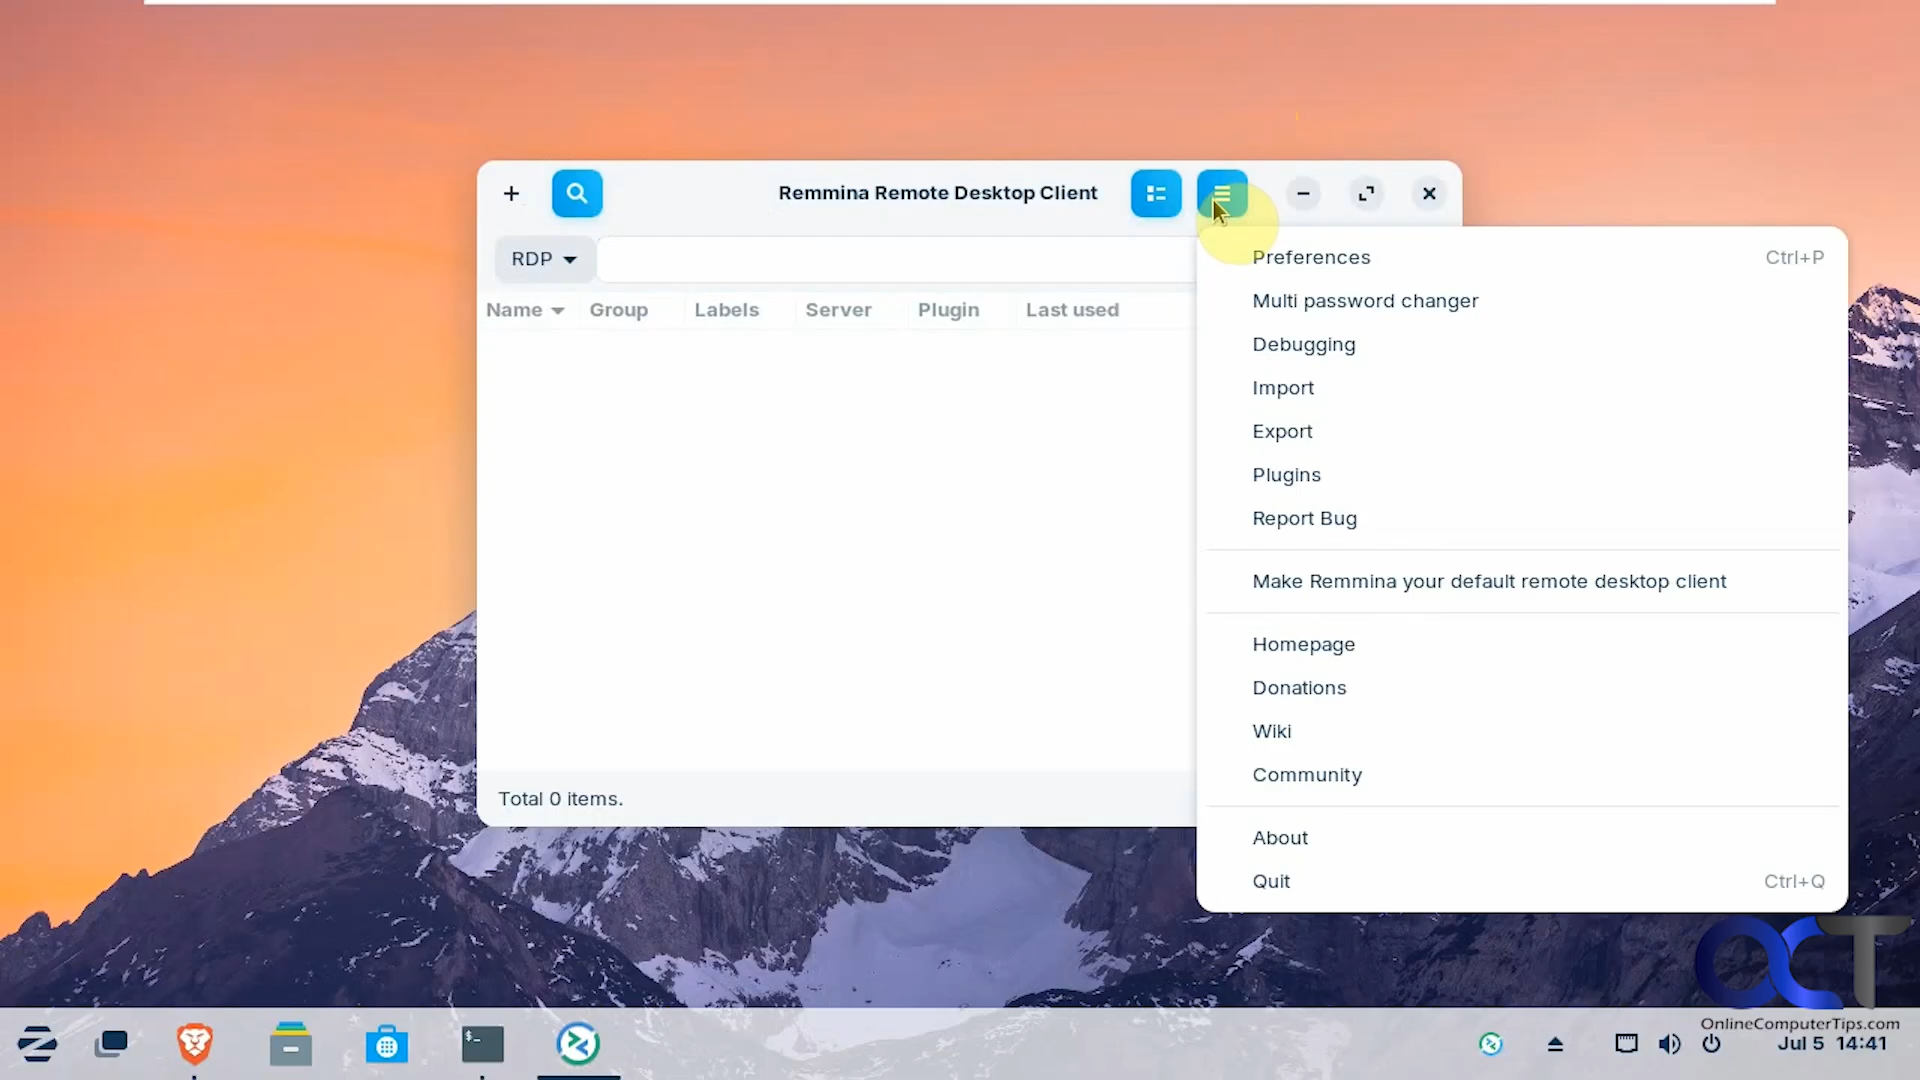 Remmina Remote Desktop Client
RDP
Name Group Labels Server Plugin Last used
Total 0 items.
Preferences Ctrl+P
Multi password changer
Debugging
Import
Export
Plugins
Report Bug
Make Remmina your default remote desktop client
Homepage
Donations
Wiki
Community
About
Quit Ctrl+Q
OCT
OnlineComputerTips.com
$_
Jul 5 14:41